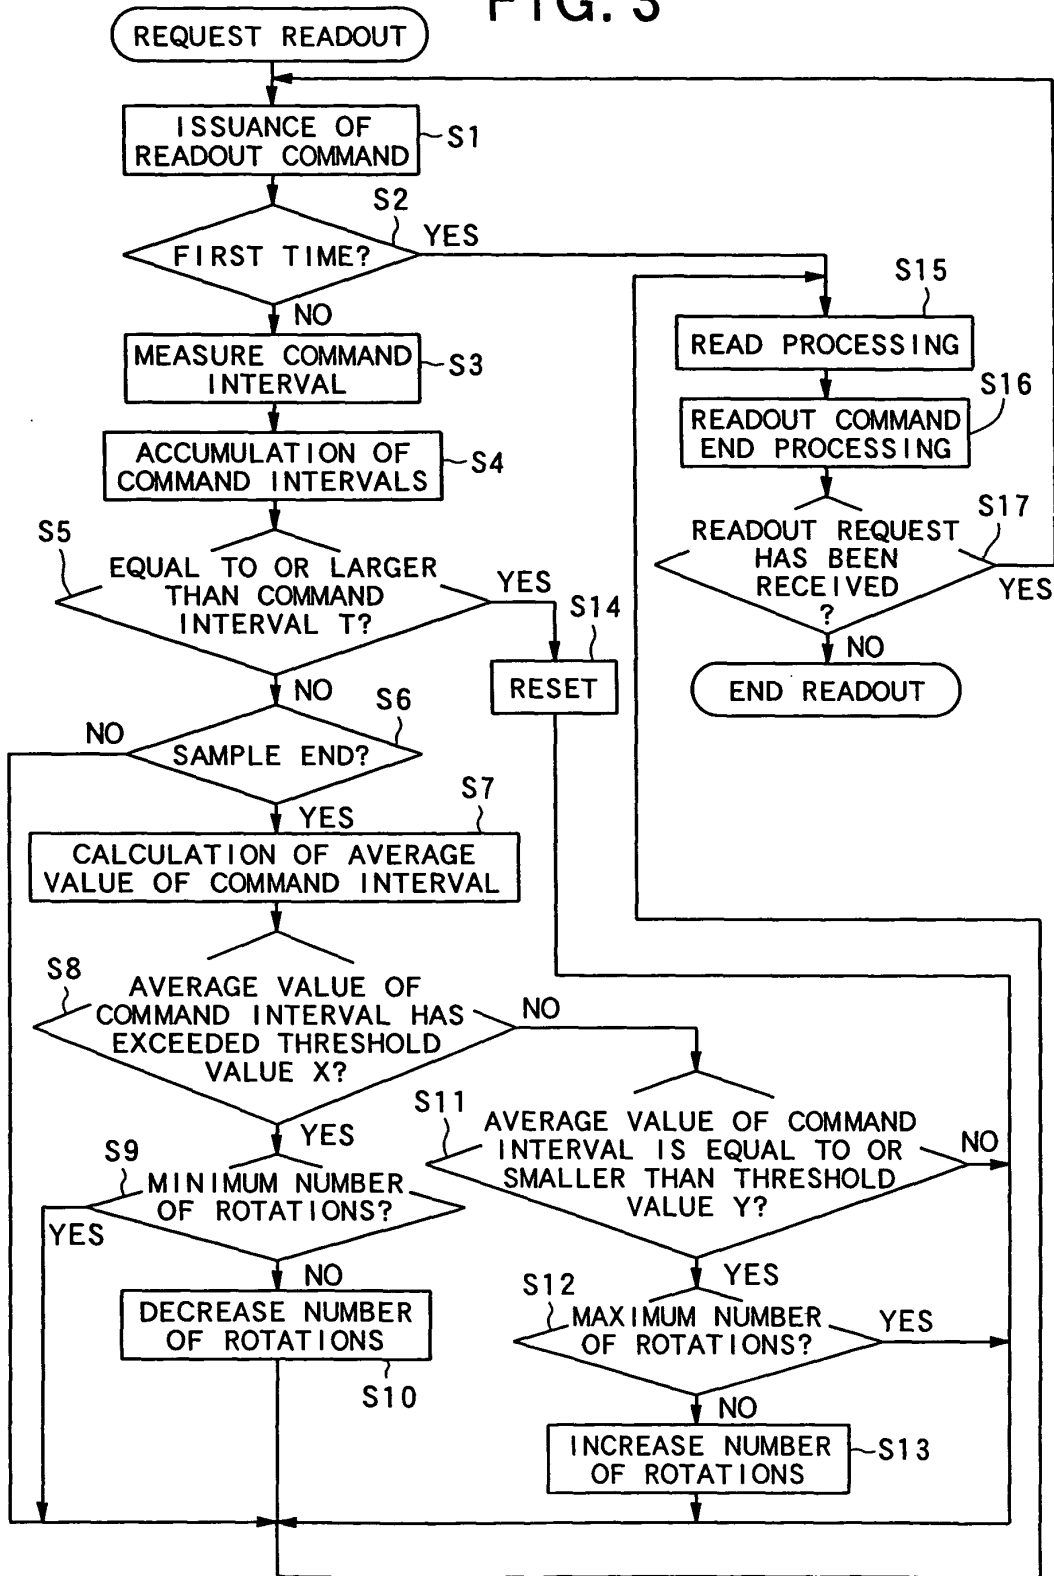 FIG. 3
REQUEST READOUT
ISSUANCE OF
READOUT COMMAND
S1
S2
FIRST TIME?
YES
NO
MEASURE COMMAND
INTERVAL
S3
ACCUMULATION OF
COMMAND INTERVALS
S4
S5
EQUAL TO OR LARGER
THAN COMMAND
INTERVAL T?
YES
NO
S14
RESET
S6
SAMPLE END?
NO
YES
S7
CALCULATION OF AVERAGE
VALUE OF COMMAND INTERVAL
S8
AVERAGE VALUE OF
COMMAND INTERVAL HAS
EXCEEDED THRESHOLD
VALUE X?
NO
YES
S9
MINIMUM NUMBER
OF ROTATIONS?
YES
NO
DECREASE NUMBER
OF ROTATIONS
S10
S11
AVERAGE VALUE OF COMMAND
INTERVAL IS EQUAL TO OR
SMALLER THAN THRESHOLD
VALUE Y?
NO
YES
S12
MAXIMUM NUMBER
OF ROTATIONS?
YES
NO
INCREASE NUMBER
OF ROTATIONS
S13
S15
READ PROCESSING
S16
READOUT COMMAND
END PROCESSING
S17
READOUT REQUEST
HAS BEEN
RECEIVED
?
YES
NO
END READOUT